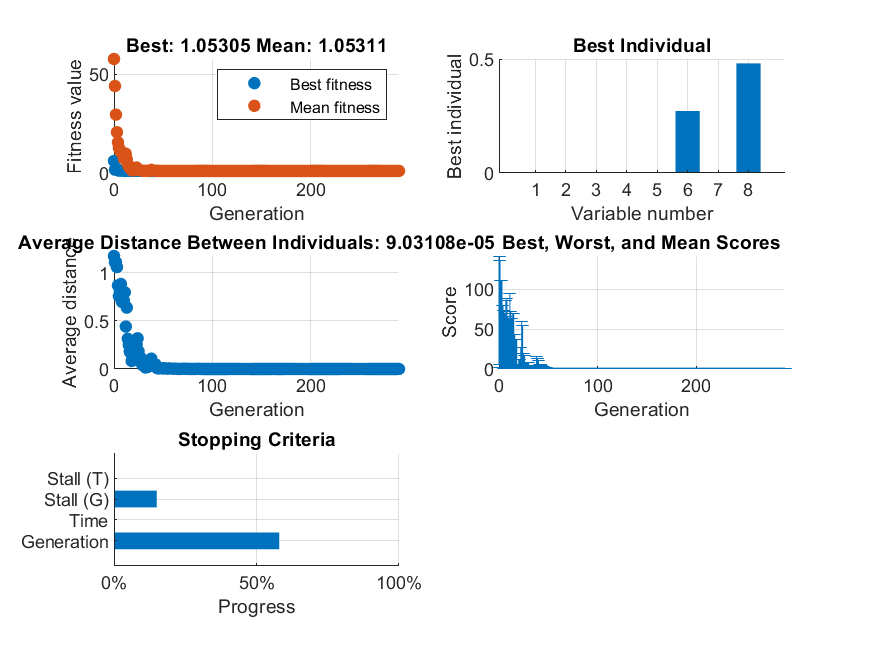 Best: 1.05305 Mean: 1.05311
Fitness value
50
0
Best fitness
Mean fitness
0 100 200
Generation
Best Individual
Best individual
0.5
0
1 2 3 4 5 6 7 8
Variable number
Average Distance Between Individuals: 9.03108e-05
Average distance
1
0.5
0
0 100 200
Generation
Best, Worst, and Mean Scores
Score
100
50
0
0 100 200
Generation
Stopping Criteria
Stall (T)
Stall (G)
Time
Generation
0% 50% 100%
Progress